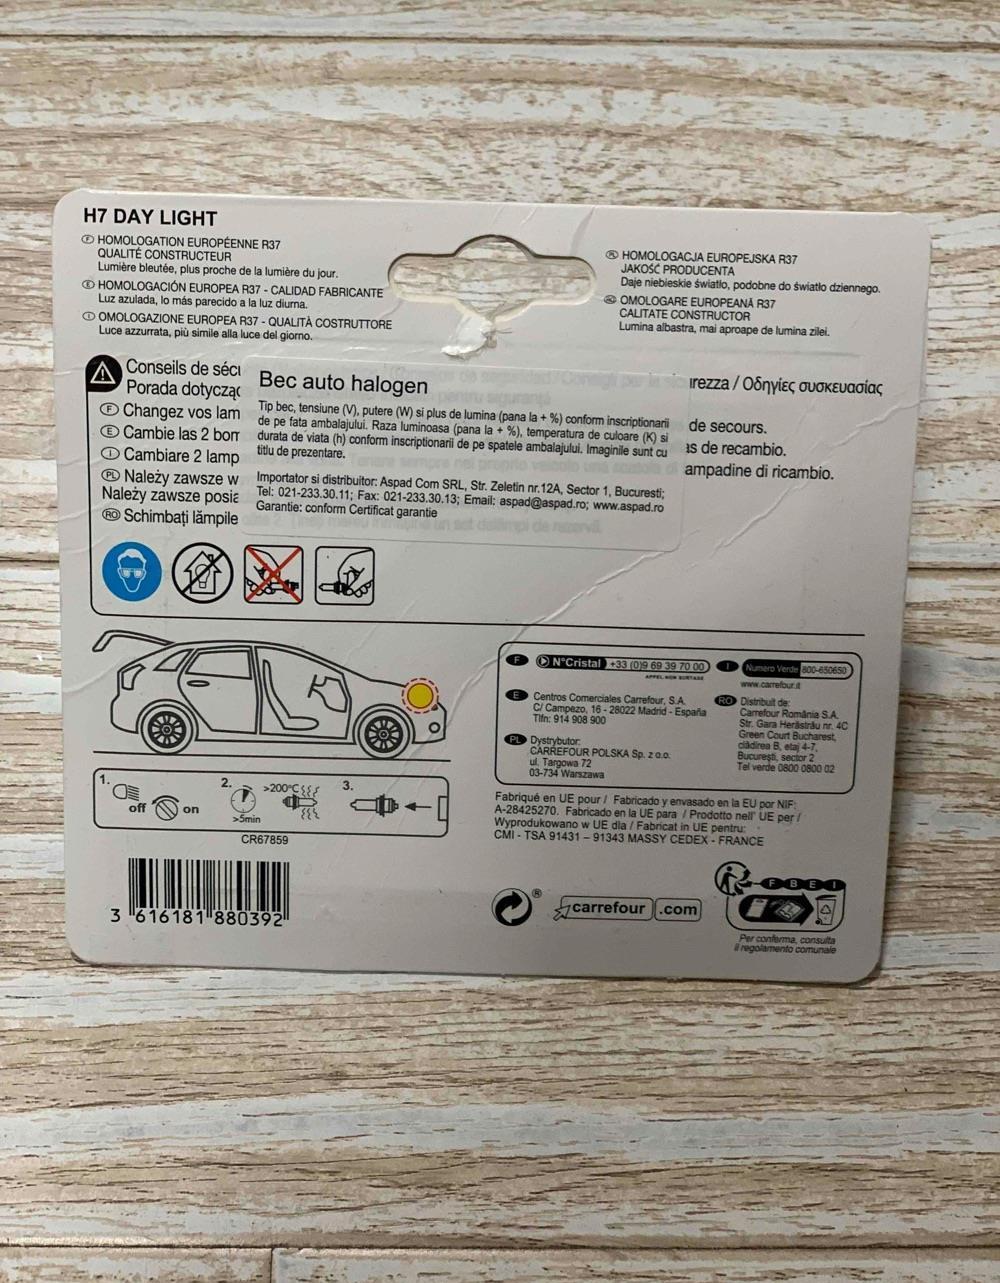 H7 DAY LIGHT
F HOMOLOGATION EUROPÉENNE R37
QUALITÉ CONSTRUCTEUR
Lumière bleutée, plus proche de la lumière du jour.
E HOMOLOGACIÓN EUROPEA R37 - CALIDAD FABRICANTE
Luz azulada, lo más parecido a la luz diurna.
I OMOLOGAZIONE EUROPEA R37 - QUALITÀ COSTRUTTORE
Luce azzurrata, più simile alla luce del giorno.
PL HOMOLOGACJA EUROPEJSKA R37
JAKOŚĆ PRODUCENTA
Daje niebieskie światło, podobne do światło dziennego.
RO OMOLOGARE EUROPEANĂ R37
CALITATE CONSTRUCTOR
Lumina albastra, mai aproape de lumina zilei.
Conseils de sécu
Porada dotycząc
F Changez vos lam
E Cambie las 2 bom
I Cambiare 2 lamp
PL Należy zawsze w
Należy zawsze posia
RO Schimbați lămpile
Bec auto halogen
Tip bec, tensiune (V), putere (W) si plus de lumina (pana la + %) conform inscriptionarii
de pe fata ambalajului. Raza luminoasa (pana la + %), temperatura de culoare (K) si
durata de viata (h) conform inscriptionarii de pe spatele ambalajului. Imaginile sunt cu
titlu de prezentare.
Importator si distribuitor: Aspad Com SRL, Str. Zeletin nr.12A, Sector 1, Bucuresti;
Tel: 021-233.30.11; Fax: 021-233.30.13; Email: aspad@aspad.ro; www.aspad.ro
Garantie: conform Certificat garantie
urezza / Οδηγίες συσκευασίας
de secours.
as de recambio.
ampadine di ricambio.
1. off on
2. >5min >200°C
3.
CR67859
3 616181 880392
F N°Cristal +33 (0)9 69 39 70 00
APPEL NON SURTAXÉ
E Centros Comerciales Carrefour, S.A.
C/ Campezo, 16 - 28022 Madrid - España
Tlfn: 914 908 900
PL Dystrybutor:
CARREFOUR POLSKA Sp. z o.o.
ul. Targowa 72
03-734 Warszawa
I Numero Verde 800-650650
www.carrefour.it
RO Distribuit de:
Carrefour România S.A.
Str. Gara Herăstrău nr. 4C
Green Court Bucharest,
clădirea B, etaj 4-7,
București, sector 2
Tel verde 0800 0800 02
Fabriqué en UE pour / Fabricado y envasado en la EU por NIF:
A-28425270. Fabricado en la UE para / Prodotto nell' UE per /
Wyprodukowano w UE dla / Fabricat in UE pentru:
CMI - TSA 91431 – 91343 MASSY CEDEX - FRANCE
®
carrefour .com
F B E I
Per conferma, consulta
il regolamento comunale